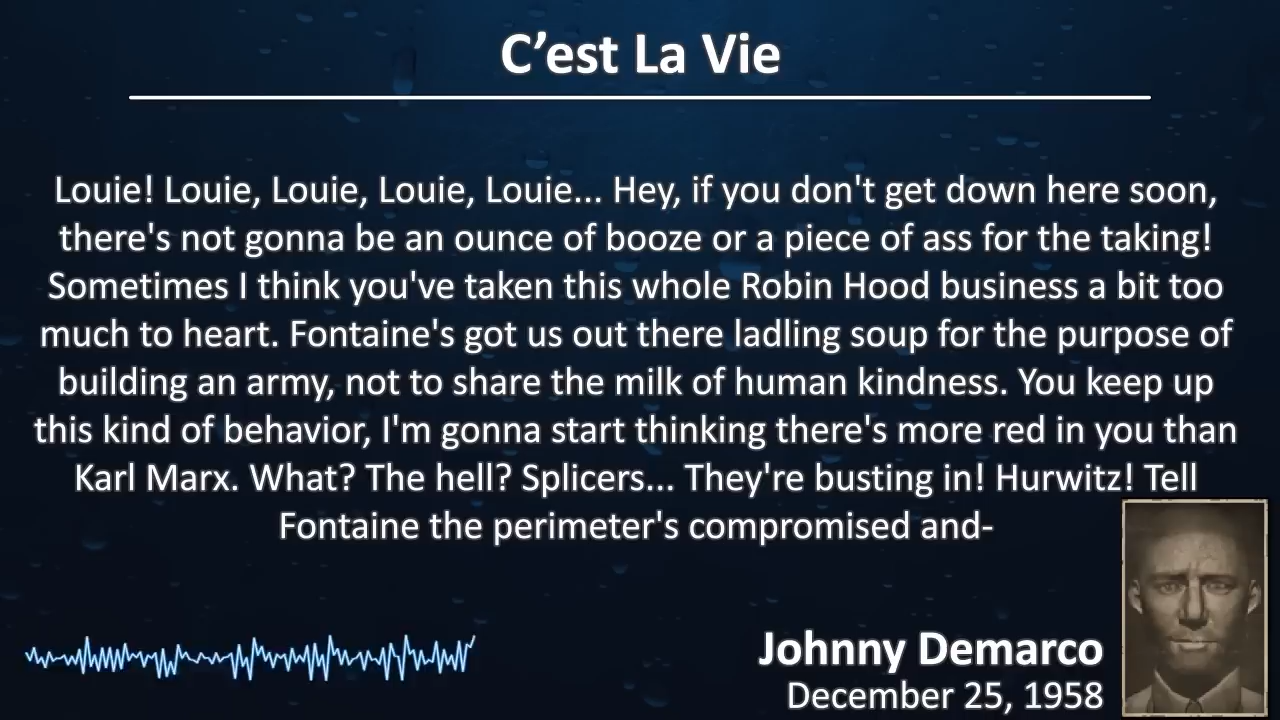 C’est La Vie
Louie! Louie, Louie, Louie, Louie... Hey, if you don't get down here soon,
there's not gonna be an ounce of booze or a piece of ass for the taking!
Sometimes I think you've taken this whole Robin Hood business a bit too
much to heart. Fontaine's got us out there ladling soup for the purpose of
building an army, not to share the milk of human kindness. You keep up
this kind of behavior, I'm gonna start thinking there's more red in you than
Karl Marx. What? The hell? Splicers... They're busting in! Hurwitz! Tell
Fontaine the perimeter's compromised and-
Johnny Demarco
December 25, 1958